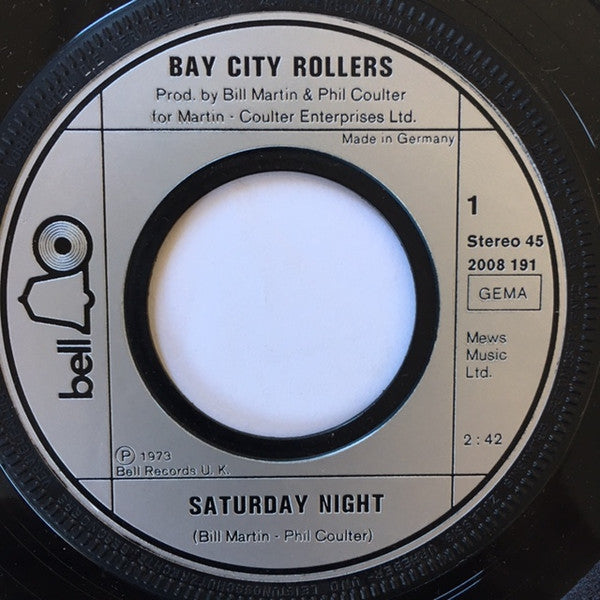 BAY CITY ROLLERS
Prod. by Bill Martin & Phil Coulter
for Martin - Coulter Enterprises Ltd.
Made in Germany
bell
1
Stereo 45
2008 191
GEMA
Mews
Music
Ltd.
2:42
Ⓟ 1973
Bell Records U. K.
SATURDAY NIGHT
(Bill Martin - Phil Coulter)